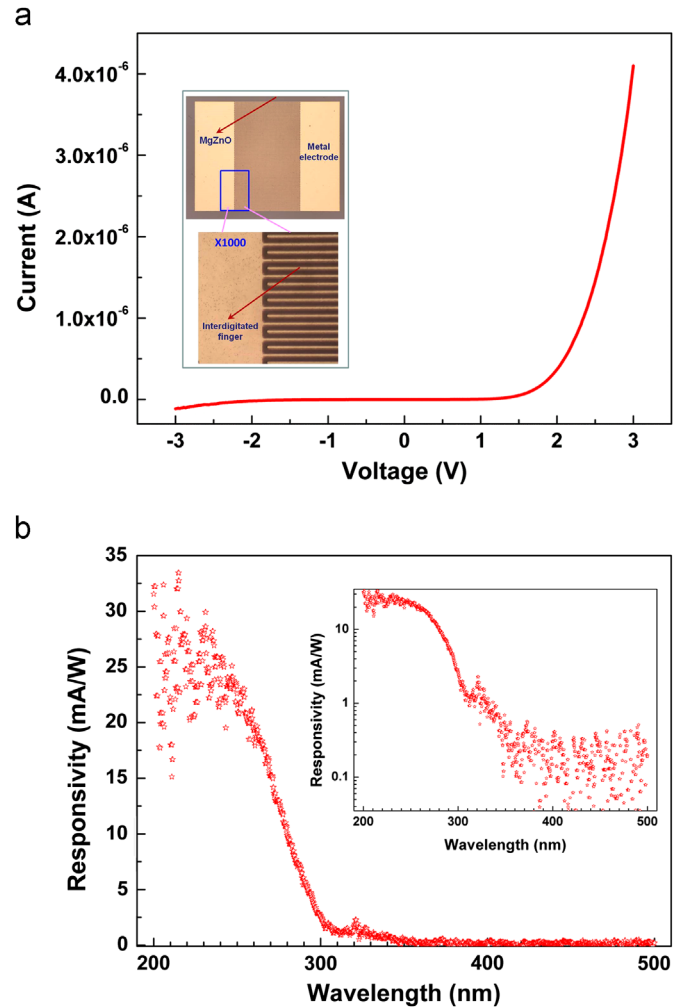 a
4.0x10-6
4.0x10-6
2.0x10-6
1.0x10-6
0.0
Current (A)
MgZnO
Metal
electrode
X1000
Interdigitated
finger
-3 -2 -1 0 1 2 3
Voltage (V)
b
35
30
25
20
15
10
5
0
Responsivity (mA/W)
10
1
0.1
Responsivity (mA/W)
200 300 400 500
Wavelength (nm)
200 300 400 500
Wavelength (nm)